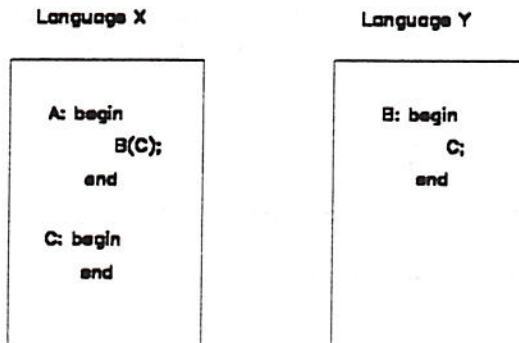 Language X
A: begin
B(C);
end
C: begin
end
Language Y
B: begin
C;
end